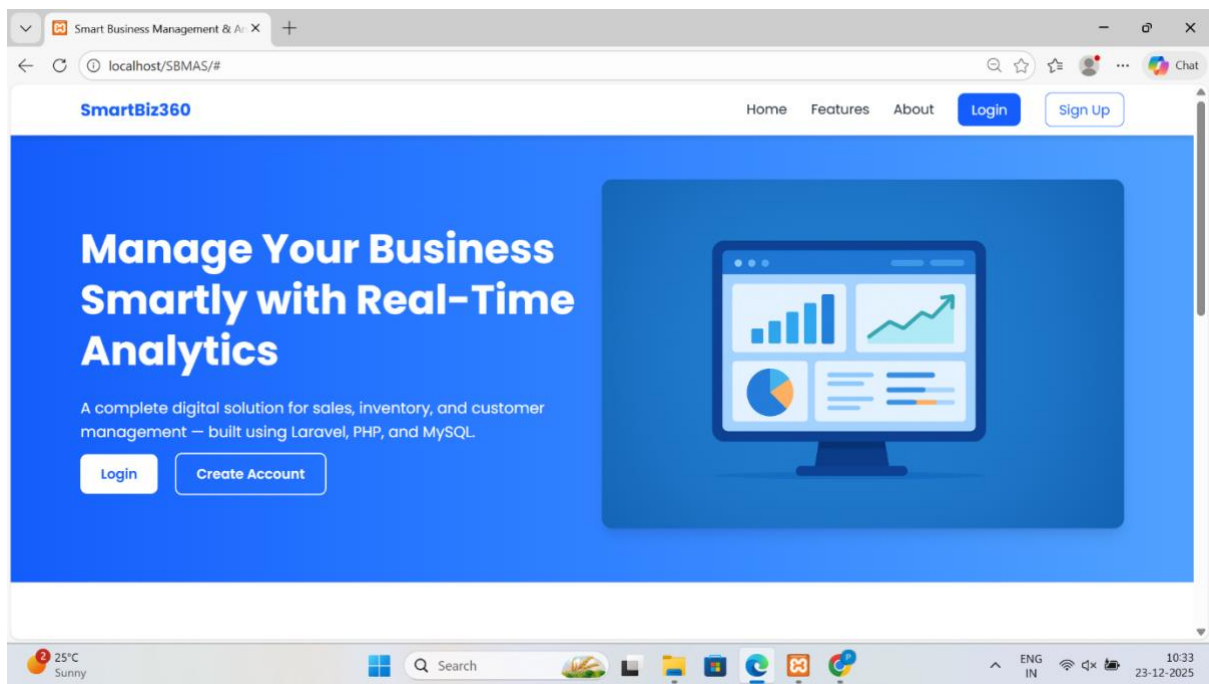 Smart Business Management & An
localhost/SBMAS/#
Chat
SmartBiz360
Home Features About Login Sign Up
Manage Your Business
Smartly with Real-Time
Analytics
A complete digital solution for sales, inventory, and customer
management — built using Laravel, PHP, and MySQL.
Login Create Account
2
25°C
Sunny
Search
P
ENG
IN
10:33
23-12-2025